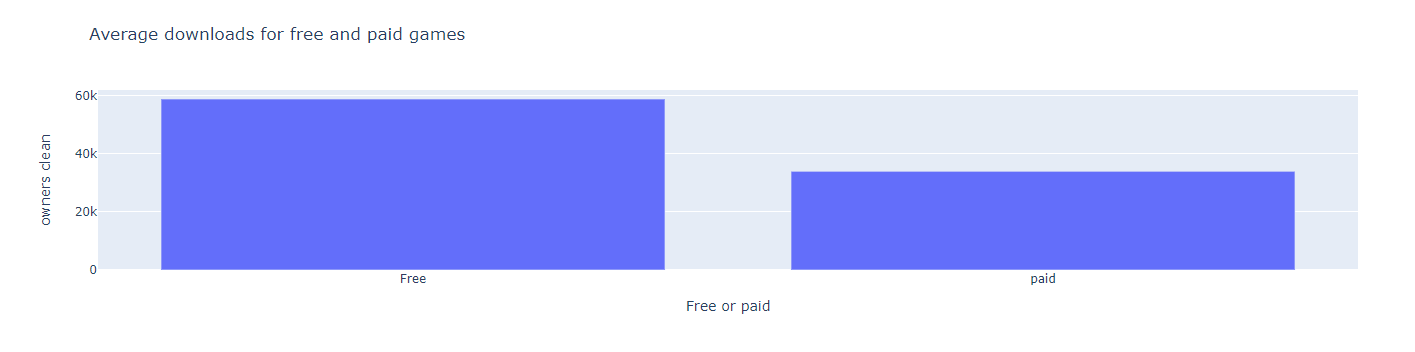 Average downloads for free and paid games
60k
40k
20k
0
owners clean
Free
paid
Free or paid